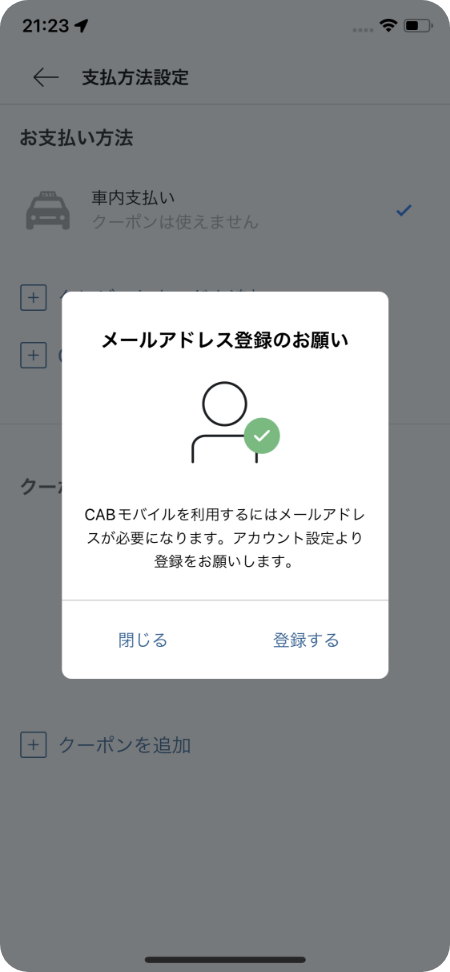 21:23
支払方法設定
お支払い方法
車内支払い
クーポンは使えません
メールアドレス登録のお願い
CABモバイルを利用するにはメールアドレ
スが必要になります。アカウント設定より
登録をお願いします。
閉じる
登録する
クーポンを追加